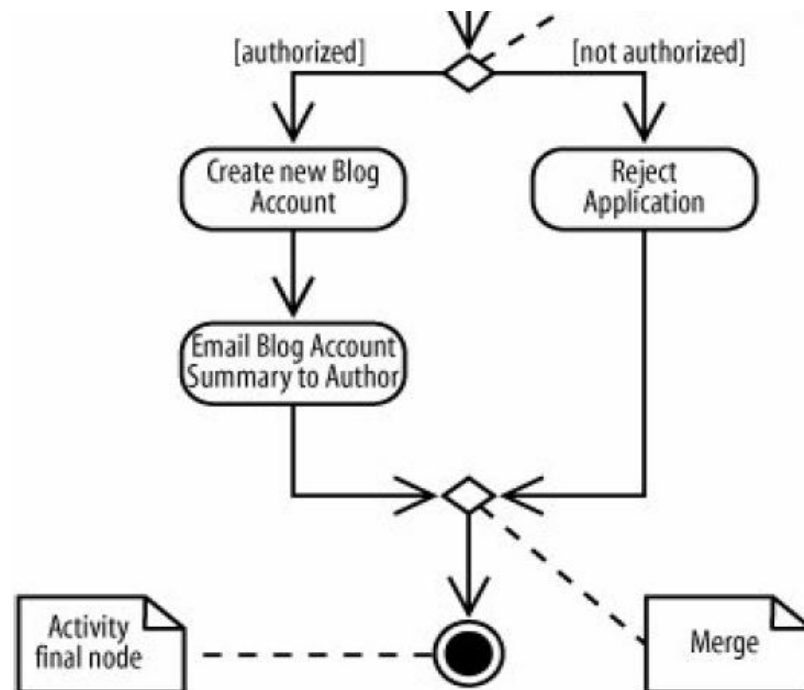 [authorized]
[not authorized]
Create new Blog
Account
Reject
Application
Email Blog Account
Summary to Author
Activity
final node
Merge